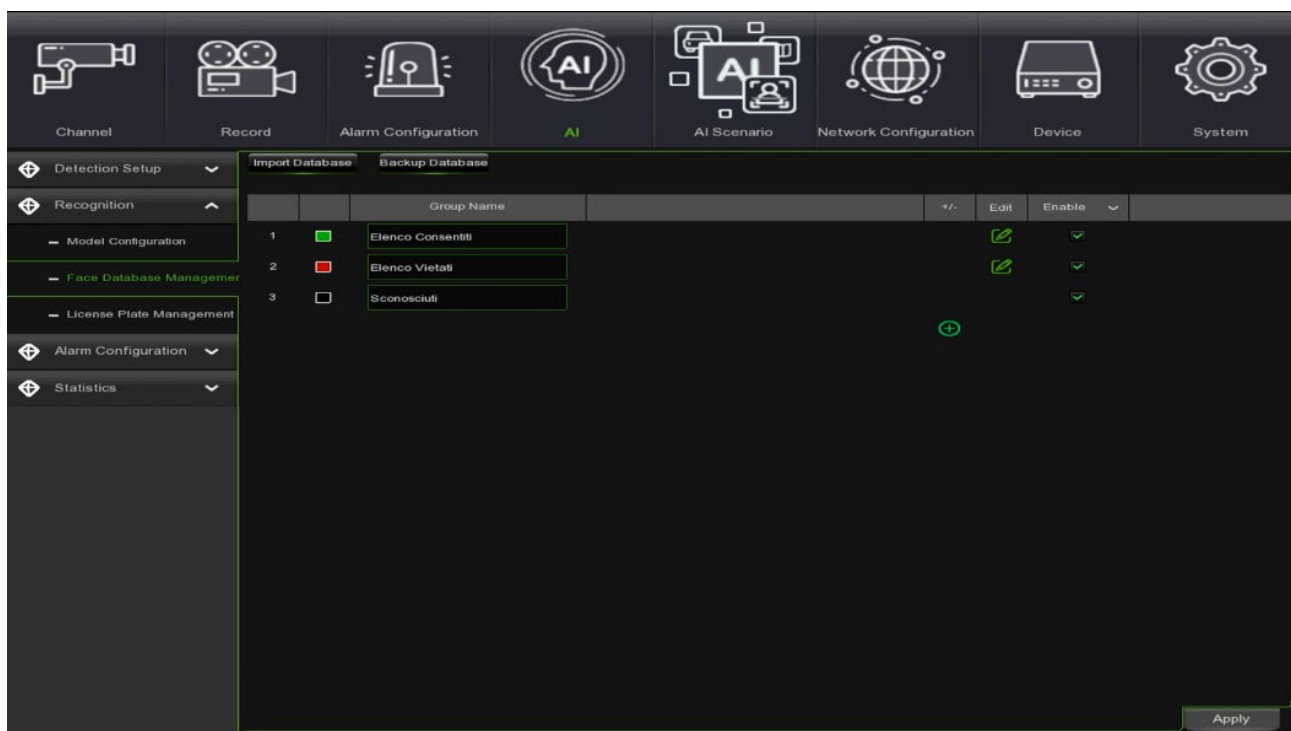 AI
AI
Channel Record Alarm Configuration AI AI Scenario Network Configuration Device System
Detection Setup
Import Database Backup Database
Recognition
Group Name +/- Edit Enable
Model Configuration
1 Elenco Consentiti
Face Database Managemer
2 Elenco Vietati
3 Sconosciuti
License Plate Management
Alarm Configuration
Statistics
Apply